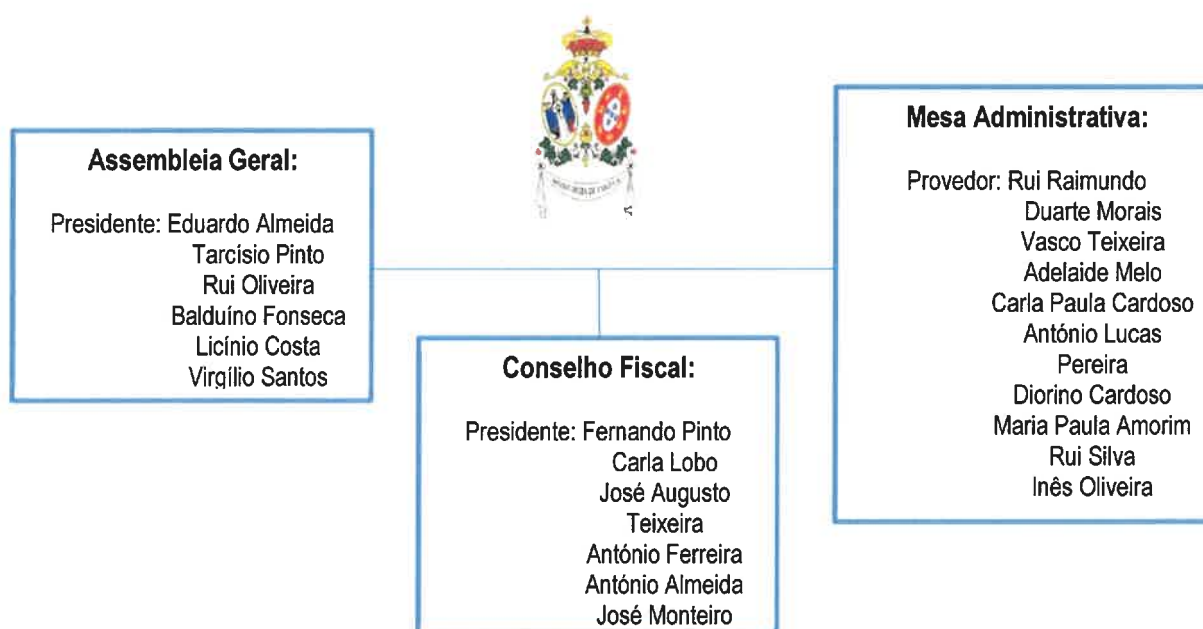 Assembleia Geral:
Presidente: Eduardo Almeida
Tarcísio Pinto
Rui Oliveira
Balduíno Fonseca
Licínio Costa
Virgílio Santos
Conselho Fiscal:
Presidente: Fernando Pinto
Carla Lobo
José Augusto
Teixeira
António Ferreira
António Almeida
José Monteiro
Mesa Administrativa:
Provedor: Rui Raimundo
Duarte Morais
Vasco Teixeira
Adelaide Melo
Carla Paula Cardoso
António Lucas
Pereira
Diorino Cardoso
Maria Paula Amorim
Rui Silva
Inês Oliveira